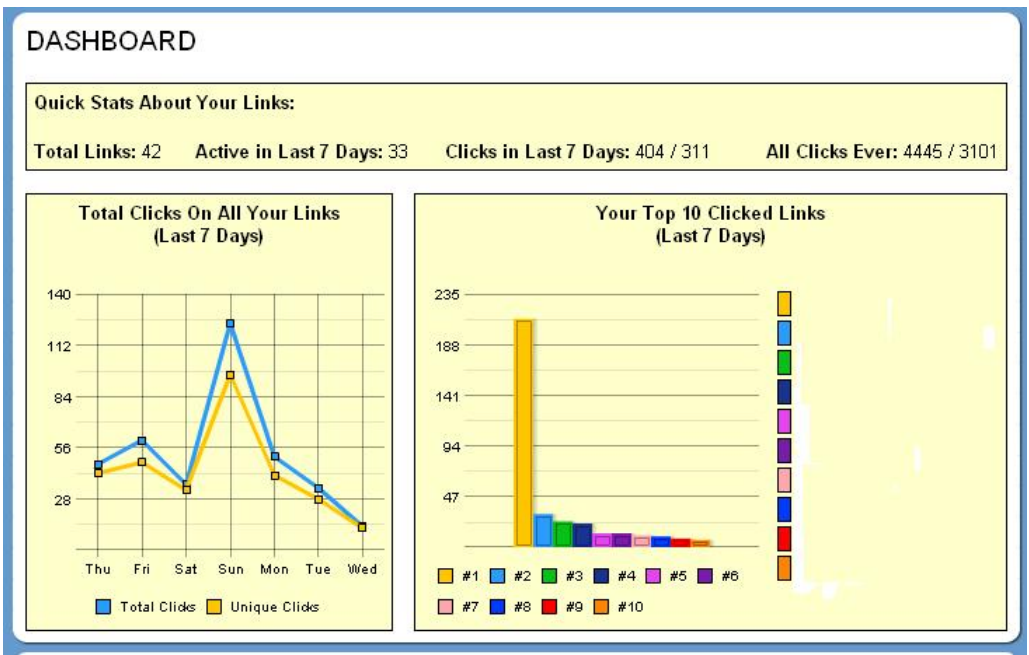 DASHBOARD
Quick Stats About Your Links:
Total Links: 42 Active in Last 7 Days: 33 Clicks in Last 7 Days: 404 / 311 All Clicks Ever: 4445 / 3101
Total Clicks On All Your Links
(Last 7 Days)
140
112
84
56
28
Thu Fri Sat Sun Mon Tue Wed
Total Clicks Unique Clicks
Your Top 10 Clicked Links
(Last 7 Days)
235
188
141
94
47
#1 #2 #3 #4 #5 #6
#7 #8 #9 #10